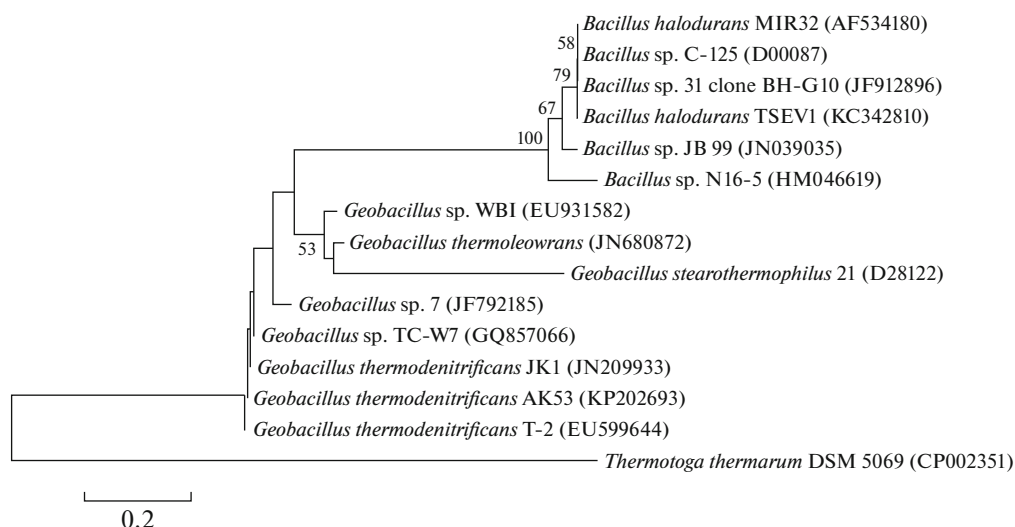 Bacillus halodurans MIR32 (AF534180)
58
Bacillus sp. C-125 (D00087)
79
Bacillus sp. 31 clone BH-G10 (JF912896)
67
Bacillus halodurans TSEV1 (KC342810)
100
Bacillus sp. JB 99 (JN039035)
Bacillus sp. N16-5 (HM046619)
Geobacillus sp. WBI (EU931582)
53
Geobacillus thermoleowrans (JN680872)
Geobacillus stearothermophilus 21 (D28122)
Geobacillus sp. 7 (JF792185)
Geobacillus sp. TC-W7 (GQ857066)
Geobacillus thermodenitrificans JK1 (JN209933)
Geobacillus thermodenitrificans AK53 (KP202693)
Geobacillus thermodenitrificans T-2 (EU599644)
Thermotoga thermarum DSM 5069 (CP002351)
0.2